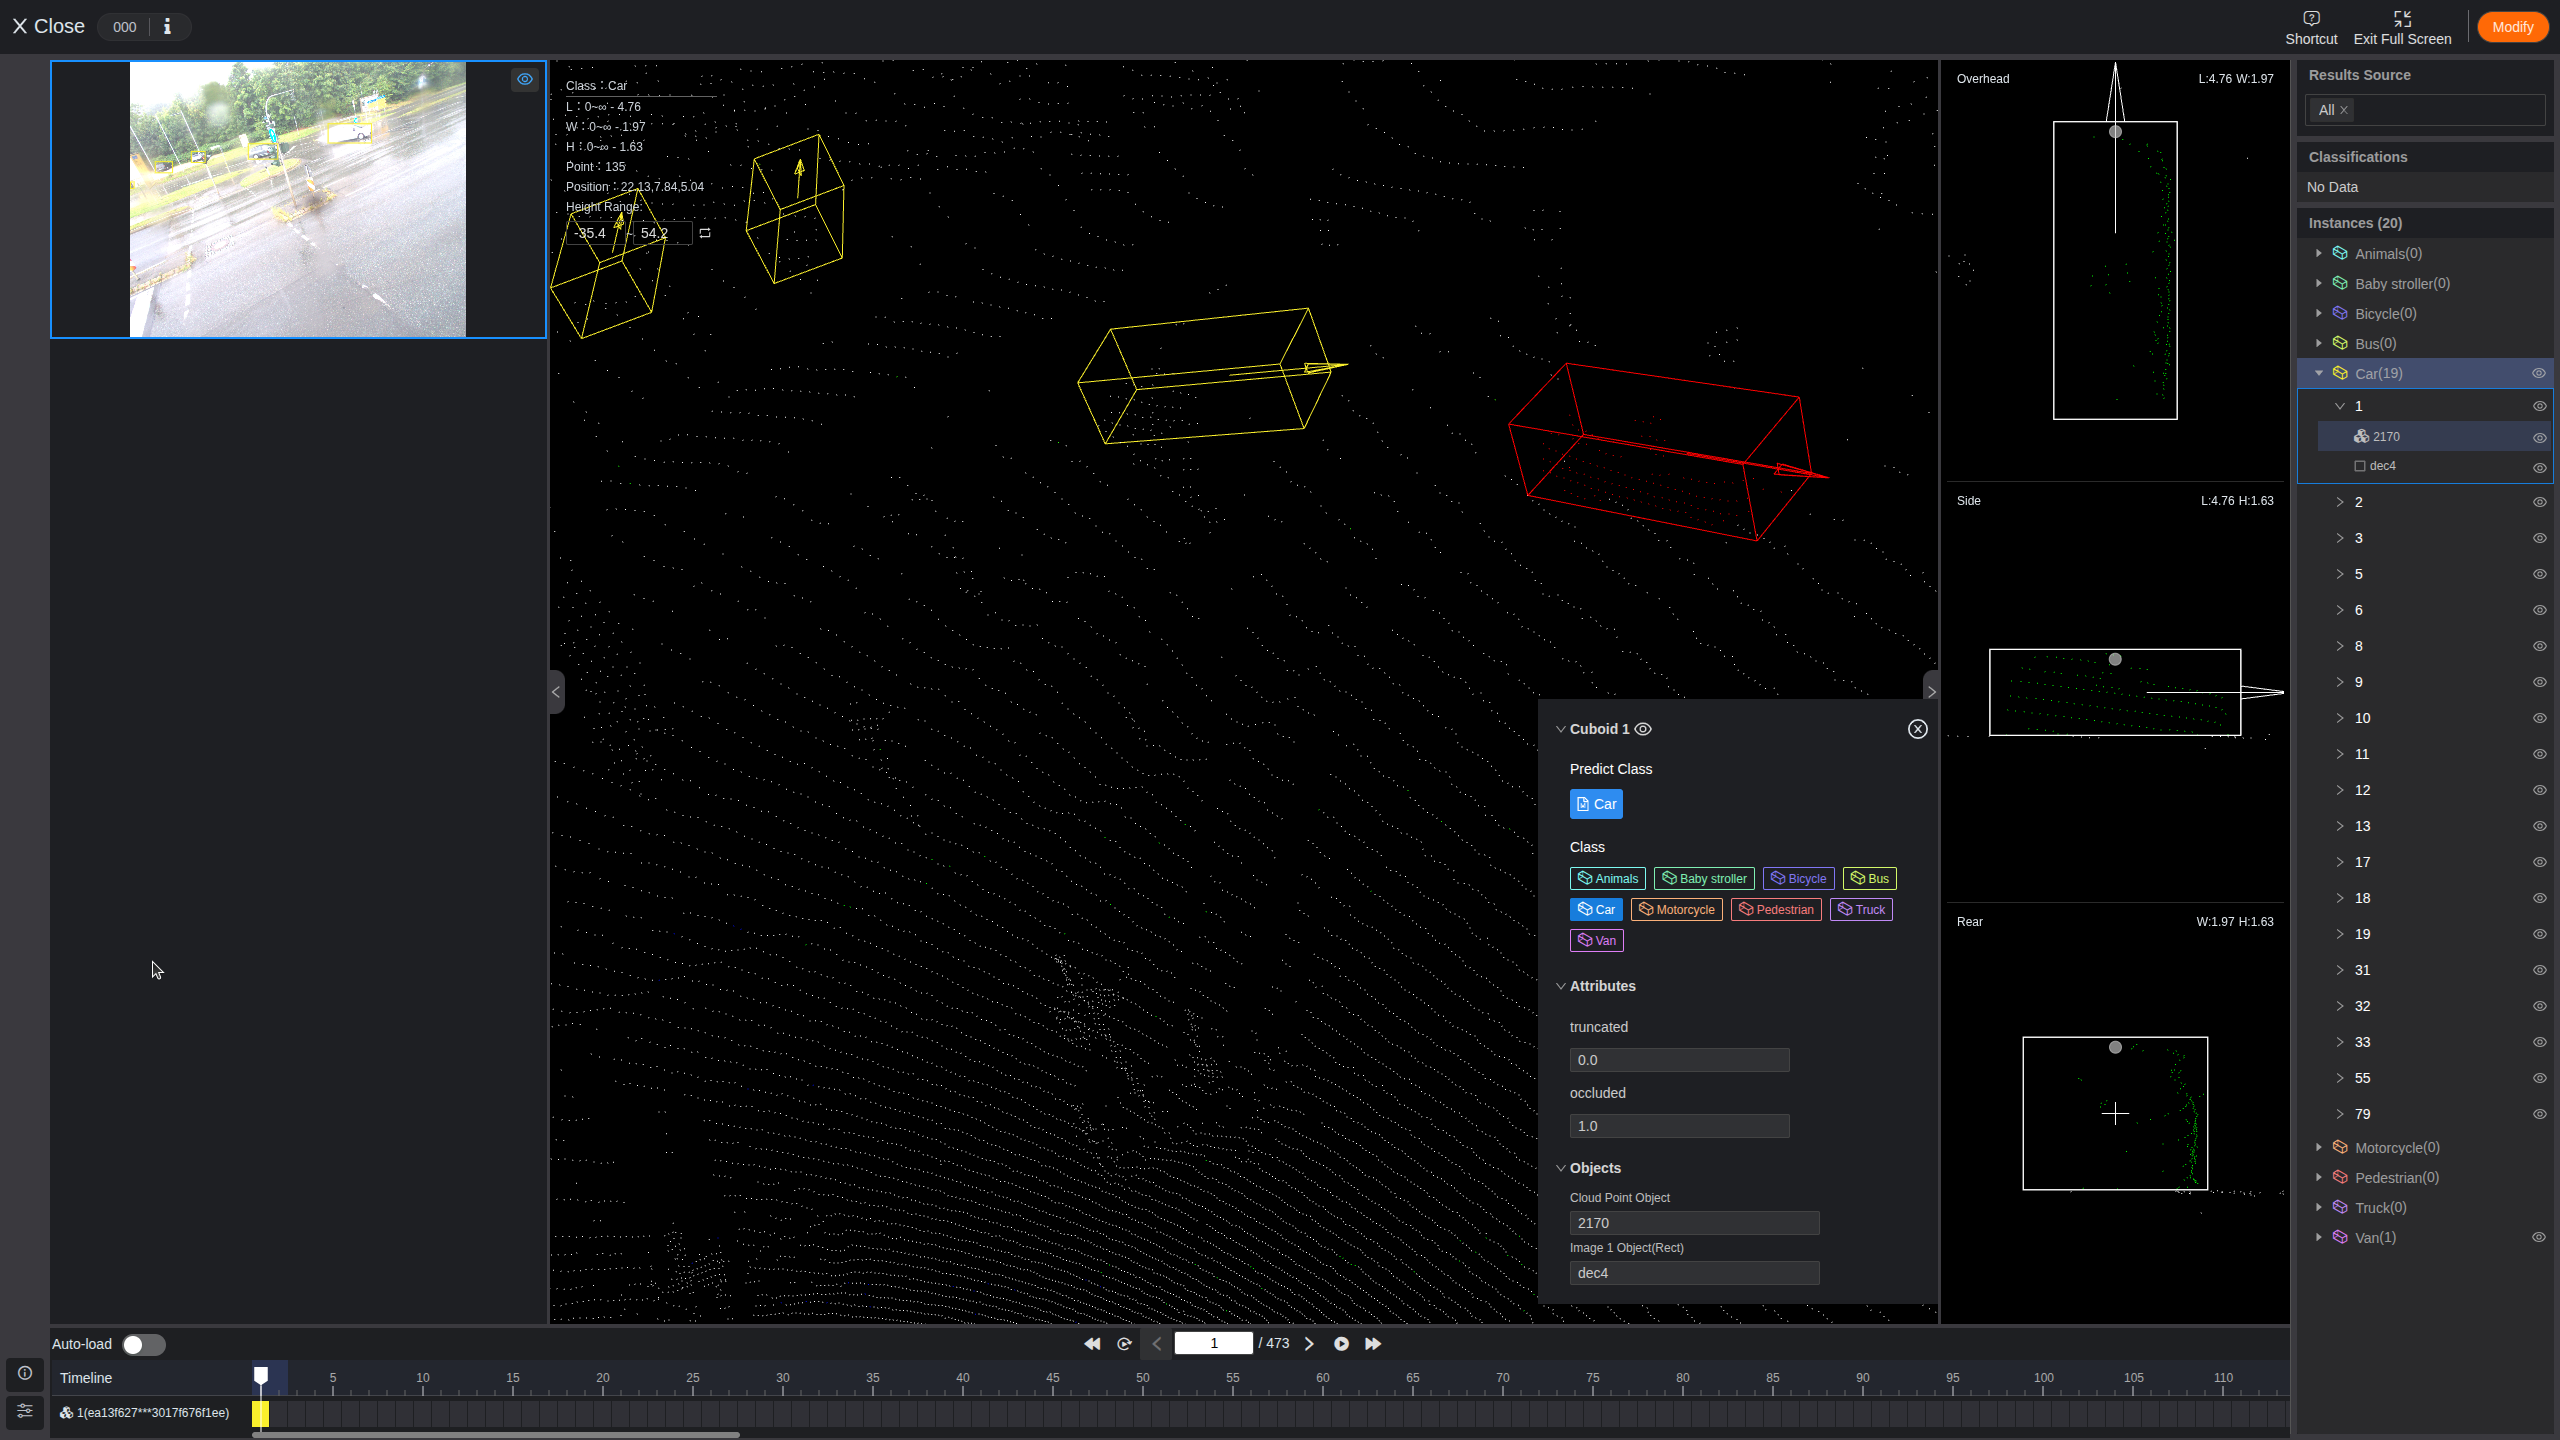 X Close 000 i
Shortcut Exit Full Screen Modify
Class : Car
L : 0~∞ - 4.76
W : 0~∞ - 1.97
H : 0~∞ - 1.63
Point : 135
Position : 22.13,7.84,5.04
Height Range:
-35.4 ~ 54.2
Overhead L:4.76 W:1.97
Side L:4.76 H:1.63
Rear W:1.97 H:1.63
Cuboid 1
Predict Class
Car
Class
Animals Baby stroller Bicycle Bus
Car Motorcycle Pedestrian Truck
Van
Attributes
truncated
0.0
occluded
1.0
Objects
Cloud Point Object
2170
Image 1 Object(Rect)
dec4
Results Source
All X
Classifications
No Data
Instances (20)
Animals(0)
Baby stroller(0)
Bicycle(0)
Bus(0)
Car(19)
1
2170
dec4
2
3
5
6
8
9
10
11
12
13
17
18
19
31
32
33
55
79
Motorcycle(0)
Pedestrian(0)
Truck(0)
Van(1)
Auto-load
1 / 473
Timeline 5 10 15 20 25 30 35 40 45 50 55 60 65 70 75 80 85 90 95 100 105 110
1(ea13f627***3017f676f1ee)